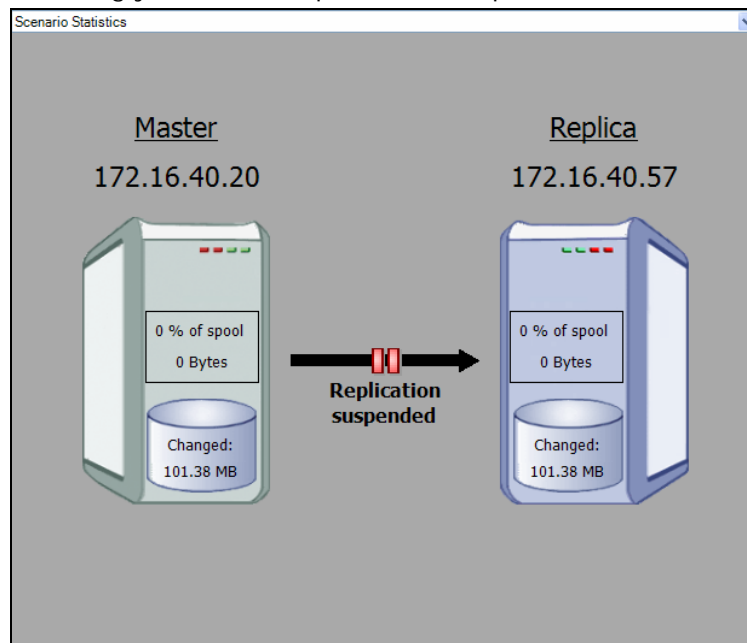 Scenario Statistics
Master
172.16.40.20
Replica
172.16.40.57
0 % of spool
0 Bytes
Changed:
101.38 MB
Replication
suspended
0 % of spool
0 Bytes
Changed:
101.38 MB